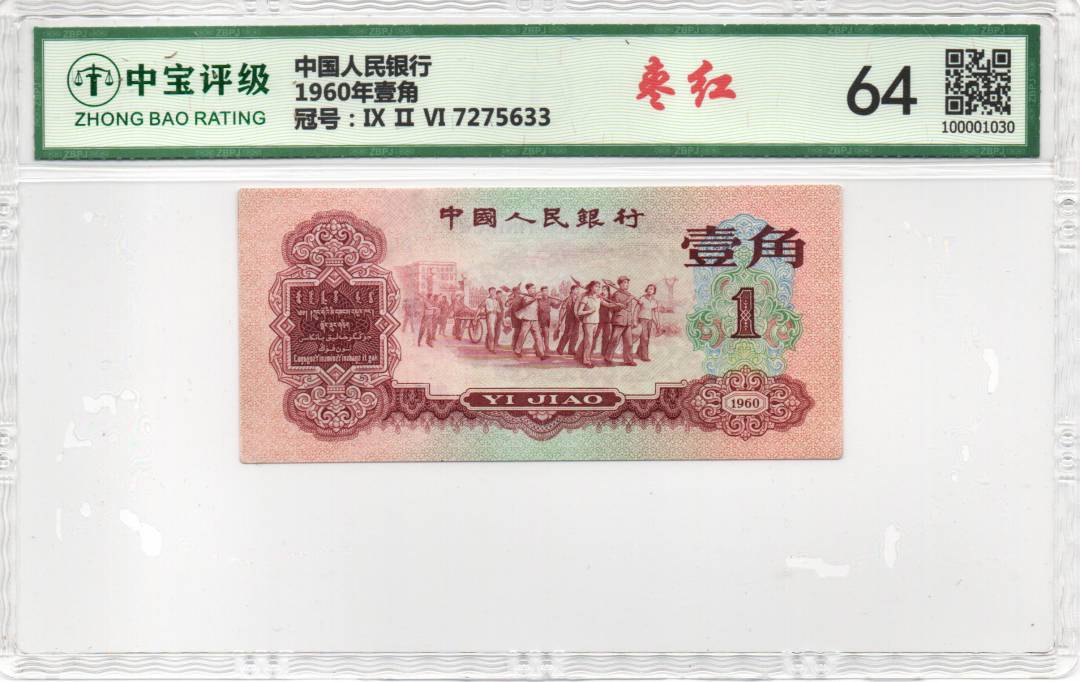 中宝评级
ZHONG BAO RATING
中国人民银行
1960年壹角
冠号：IX II VI 7275633
枣红
64
100001030
中國人民銀行
壹角
1
YI JIAO
1960